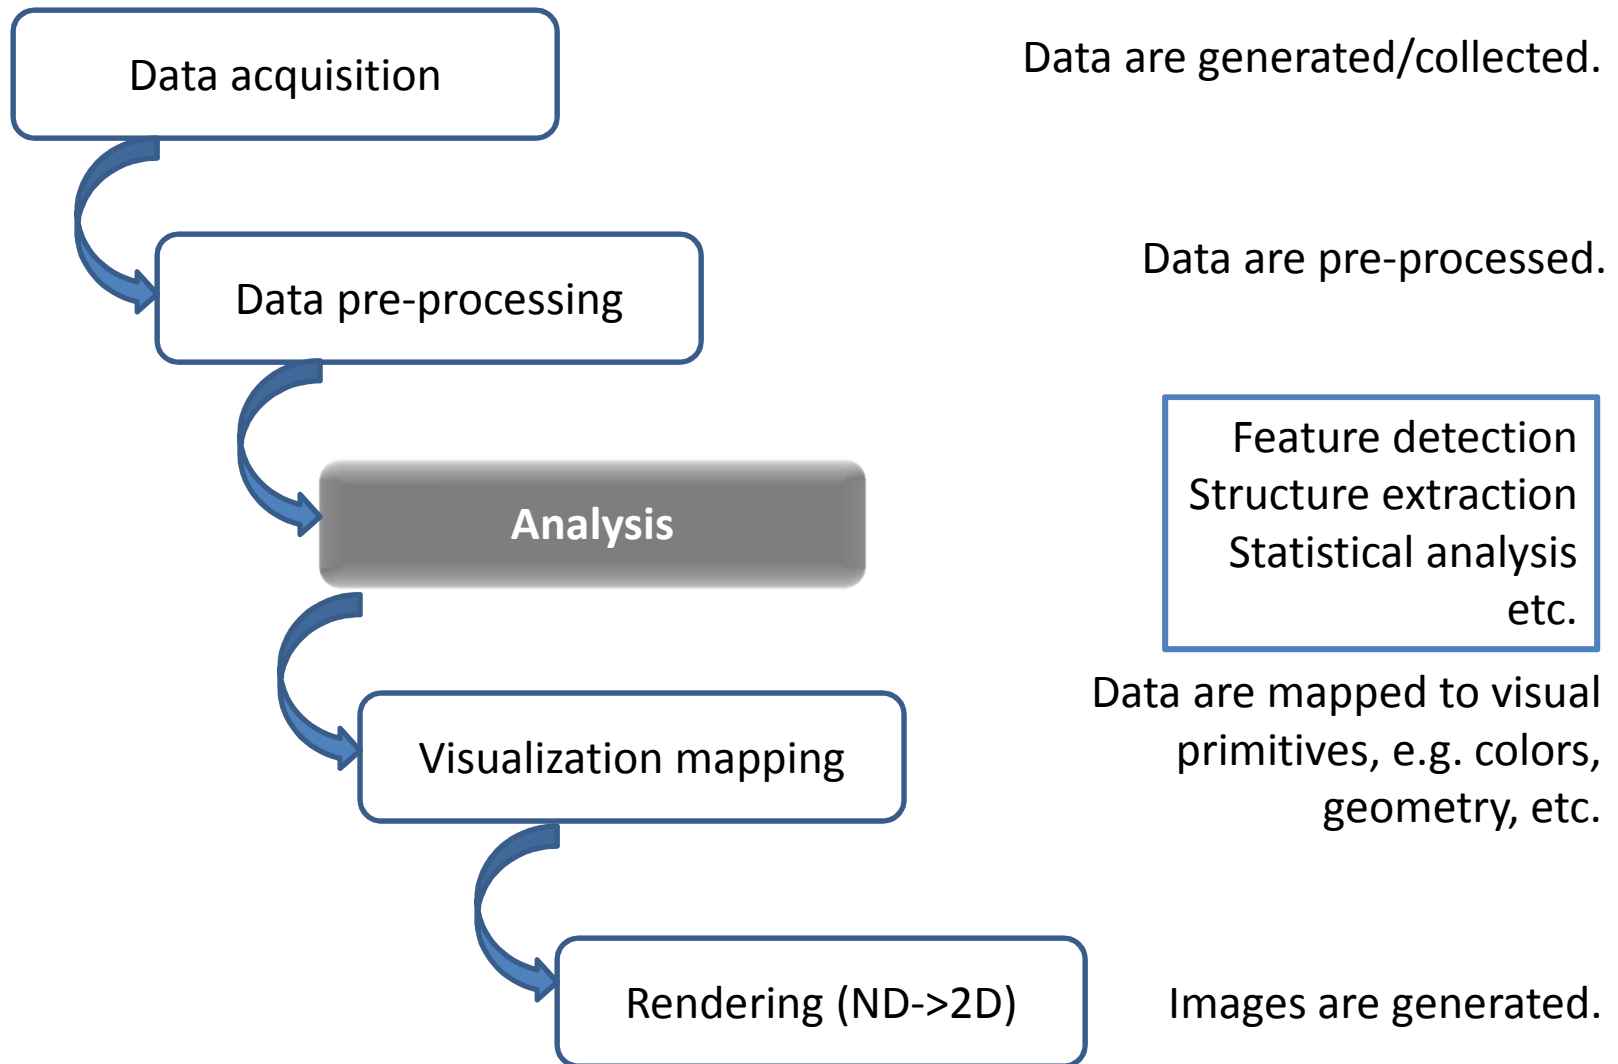 Data acquisition
Data are generated/collected.
Data pre-processing
Data are pre-processed.
Analysis
Feature detection
Structure extraction
Statistical analysis
etc.
Visualization mapping
Data are mapped to visual
primitives, e.g. colors,
geometry, etc.
Rendering (ND->2D)
Images are generated.